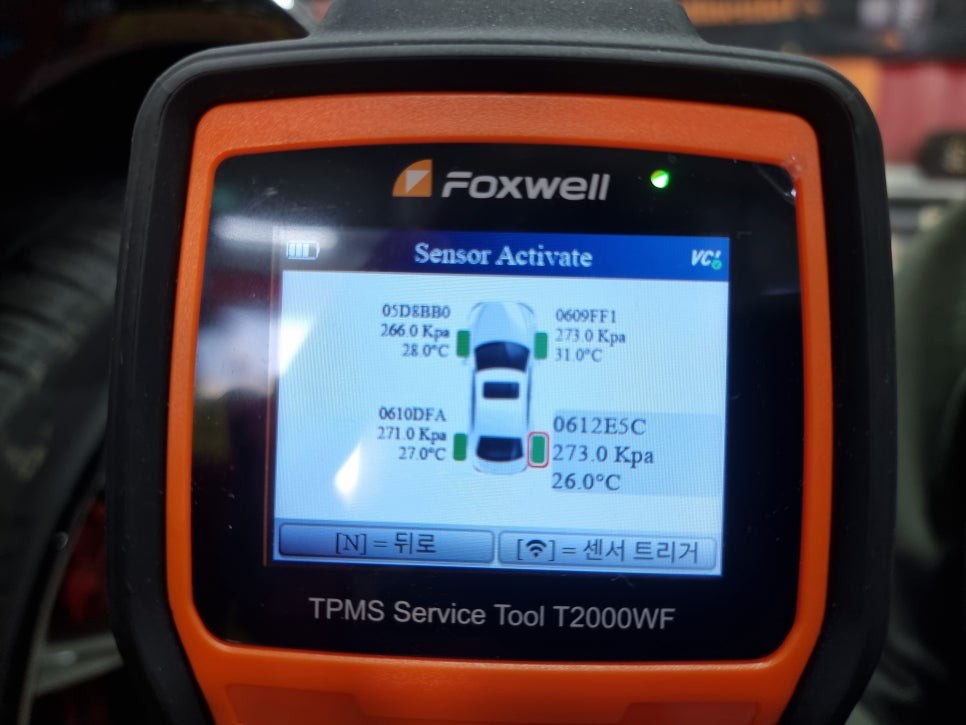 Foxwell
Sensor Activate
VCI
05D8BB0
266.0 Kpa
28.0°C
0609FF1
273.0 Kpa
31.0°C
0610DFA
271.0 Kpa
27.0°C
0612E5C
273.0 Kpa
26.0°C
[N] = 뒤로
[] = 센서 트리거
TPMS Service Tool T2000WF